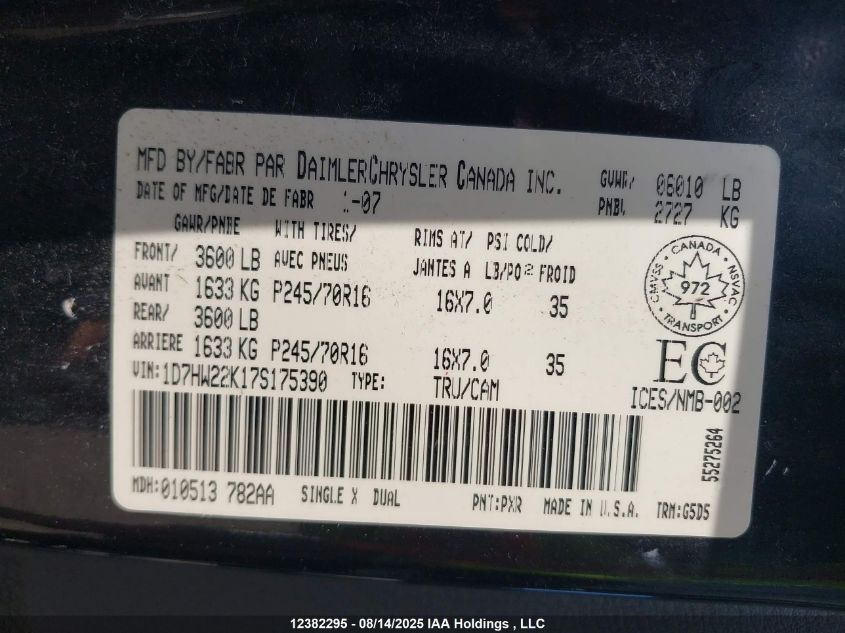 MFD BY/FABR PAR DAIMLERCHRYSLER CANADA INC.
DATE OF MFG/DATE DE FABR -07
GVWR/ 06010 LB
PNBV 2727 KG
GAWR/PNBE WITH TIRES/ RIMS AT/ PSI COLD/
FRONT/ 3600 LB AVEC PNEUS JANTES A LB/PO2 FROID
AVANT 1633 KG P245/70R16 16X7.0 35
REAR/ 3600 LB
ARRIERE 1633 KG P245/70R16 16X7.0 35
VIN: 1D7HW22K17S175390 TYPE: TRU/CAM
CANADA
CMVSS 972 NSVAC
TRANSPORT
EC
ICES/NMB-002
55275264
MDH: 010513 782AA SINGLE X DUAL PNT: PXR MADE IN U.S.A. TRM: G5D5
12382295 - 08/14/2025 IAA Holdings , LLC